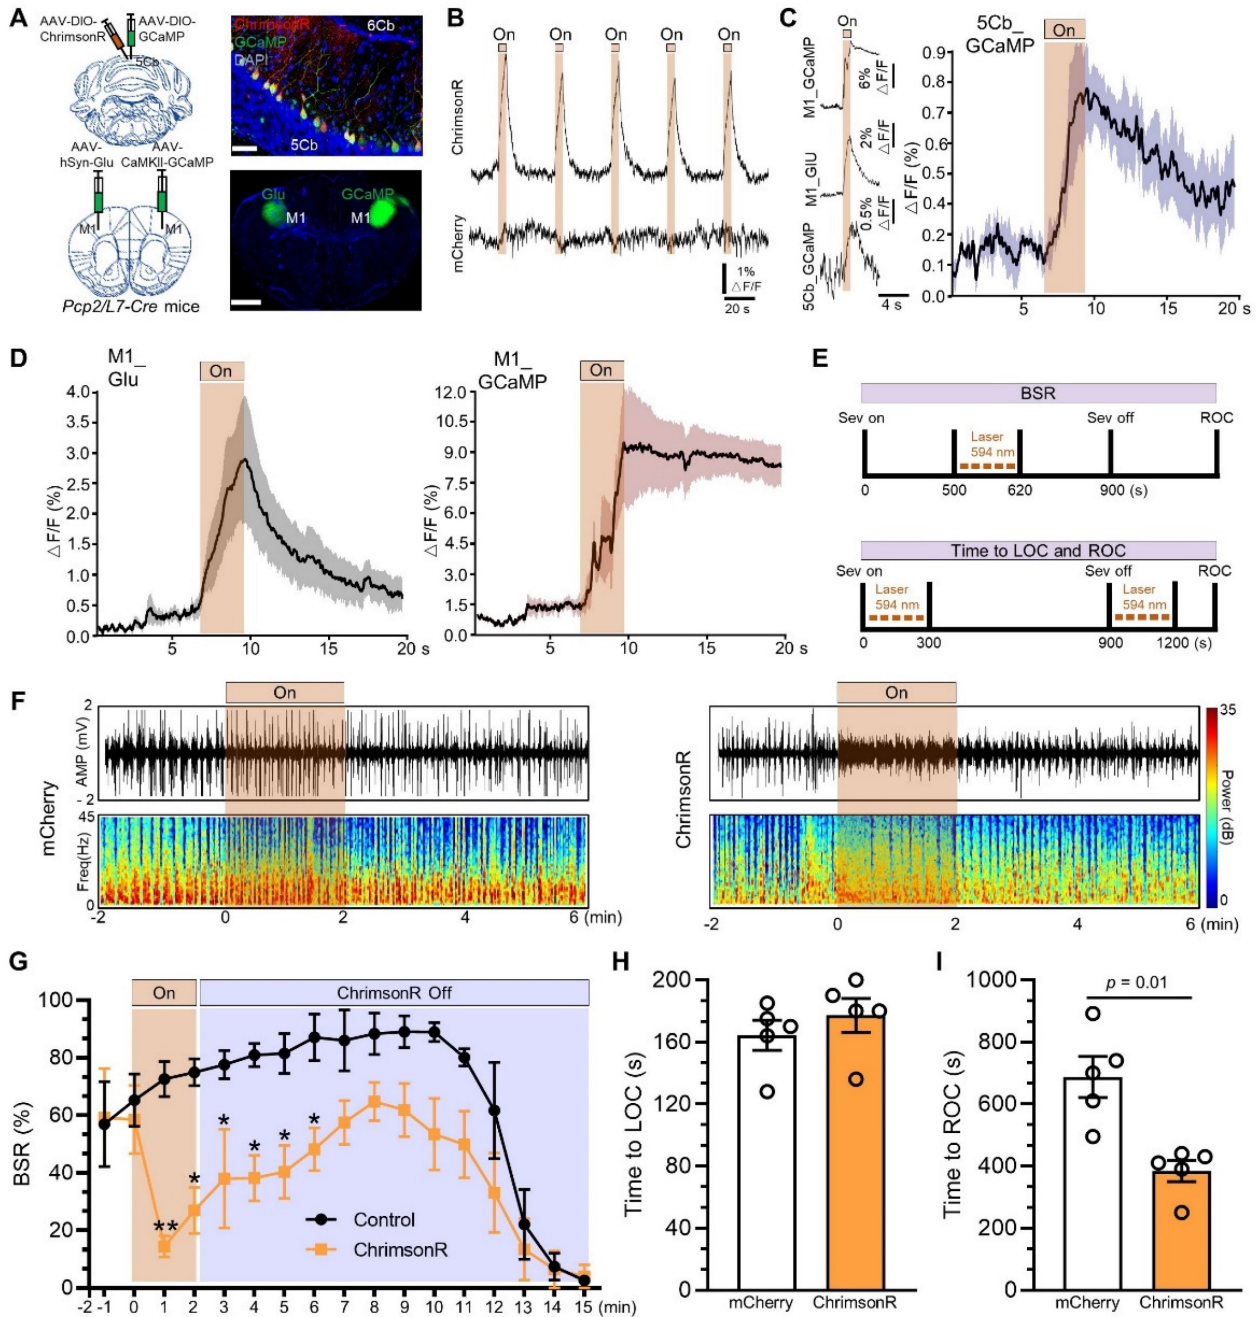 A
AAV-DIO-
ChrimsonR
AAV-DIO-
GCaMP
5Cb
AAV-
hSyn-Glu
AAV-
CaMKII-GCaMP
M1
M1
Pcp2/L7-Cre mice
ChrimsonR
GCaMP
DAPI
6Cb
5Cb
Glu
GCaMP
M1
M1
B
On
On
On
On
On
ChrimsonR
mCherry
1%
△F/F
20 s
C
On
M1_GCaMP
6%
△F/F
M1_GlU
2%
△F/F
5Cb_GCaMP
0.5%
△F/F
4 s
5Cb_
GCaMP
On
△F/F (%)
0.9
0.8
0.7
0.6
0.5
0.4
0.2
0.1
0.0
5
10
15
20 s
D
M1_
Glu
On
△F/F (%)
4.0
3.5
3.0
2.5
2.0
1.5
1.0
0.5
0.0
5
10
15
20 s
M1_
GCaMP
On
△F/F (%)
12.0
10.5
9.0
7.5
6.0
4.5
3.0
1.5
0.0
5
10
15
20 s
E
BSR
Sev on
Laser
594 nm
Sev off
ROC
0
500
620
900 (s)
Time to LOC and ROC
Sev on
Laser
594 nm
Sev off
Laser
594 nm
ROC
0
300
900
1200 (s)
F
mCherry
On
AMP (mV)
2
- 2
Freq(Hz)
45
0
-2
0
2
4
6 (min)
ChrimsonR
On
-2
0
2
4
6 (min)
35
Power (dB)
0
G
On
ChrimsonR Off
BSR (%)
100
80
60
40
20
0
** * * * * *
Control
ChrimsonR
-2 -1 0 1 2 3 4 5 6 7 8 9 10 11 12 13 14 15 (min)
H
Time to LOC (s)
200
160
120
80
40
0
mCherry
ChrimsonR
I
Time to ROC (s)
1000
800
600
400
200
0
p = 0.01
mCherry
ChrimsonR